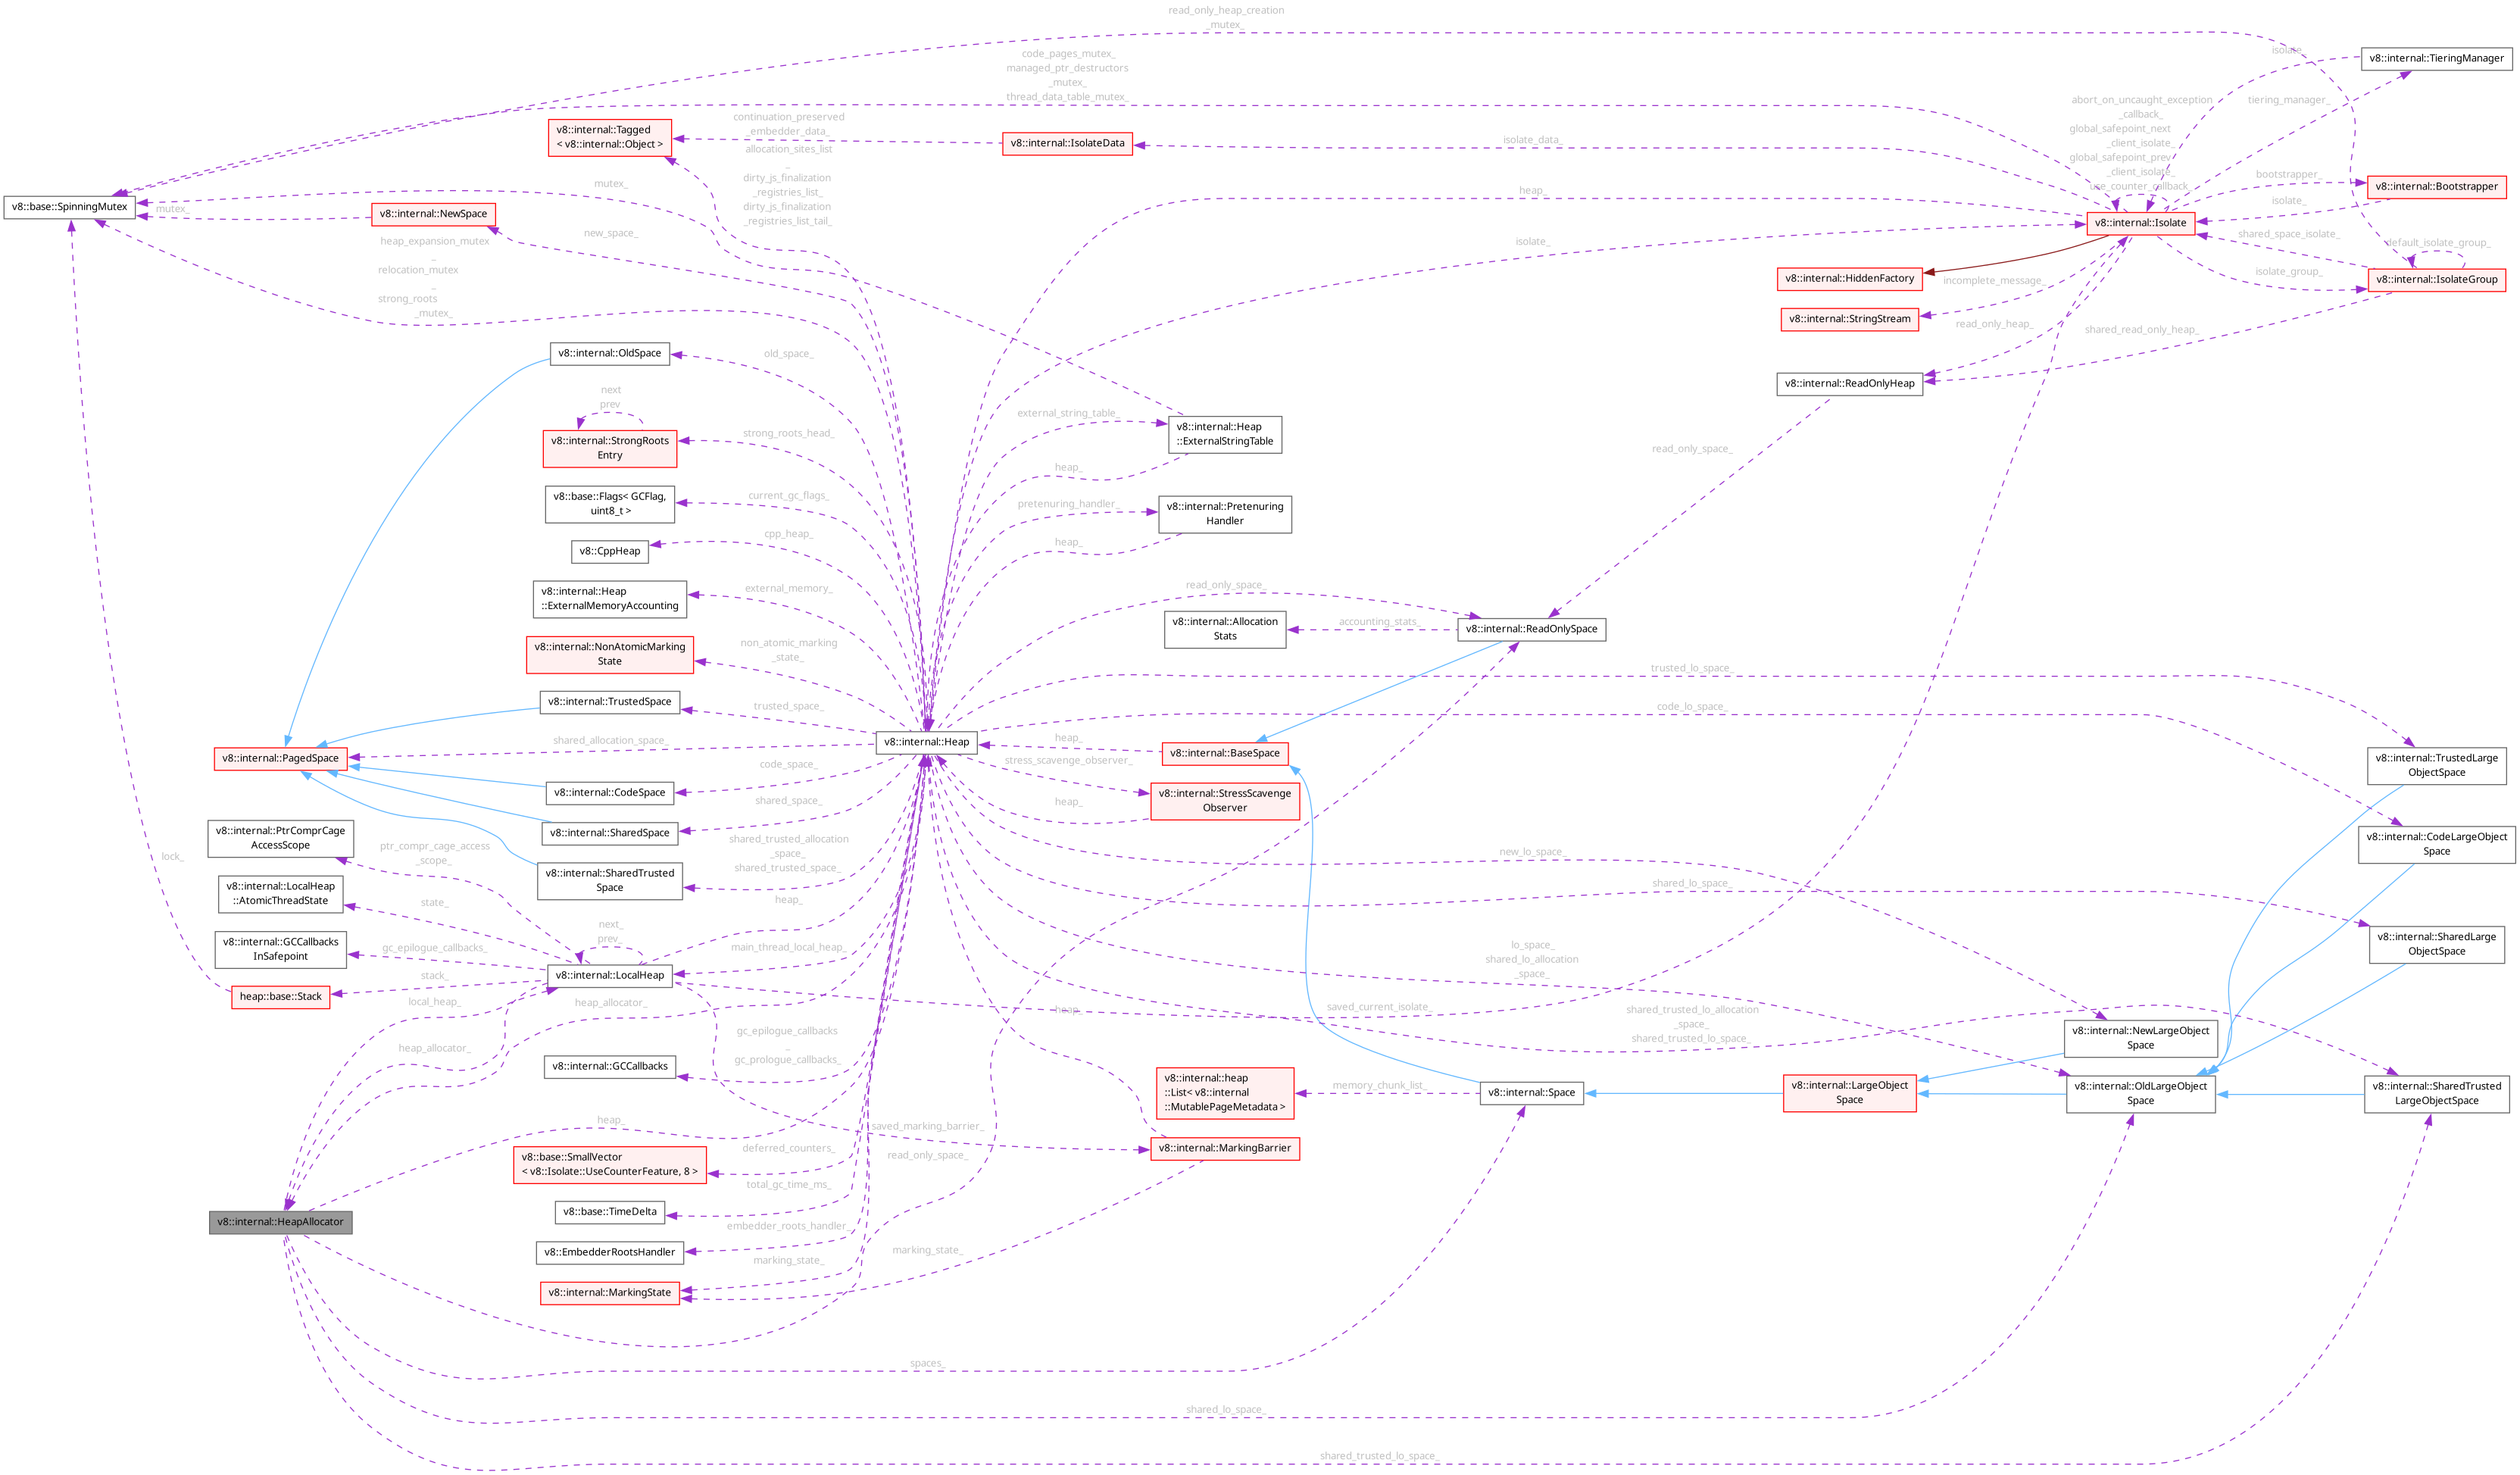 read_only_heap_creation
_mutex_
code_pages_mutex_
managed_ptr_destructors
_mutex_
thread_data_table_mutex_
isolate_
v8::internal::TieringManager
tiering_manager_
abort_on_uncaught_exception
_callback_
global_safepoint_next
_client_isolate_
global_safepoint_prev
_client_isolate_
use_counter_callback_
continuation_preserved
_embedder_data_
v8::internal::Tagged
< v8::internal::Object >
v8::internal::IsolateData
isolate_data_
allocation_sites_list
_
dirty_js_finalization
_registries_list_
dirty_js_finalization
_registries_list_tail_
bootstrapper_
v8::internal::Bootstrapper
isolate_
mutex_
heap_
v8::base::SpinningMutex
mutex_
v8::internal::NewSpace
new_space_
v8::internal::Isolate
isolate_
shared_space_isolate_
default_isolate_group_
heap_expansion_mutex
_
relocation_mutex
_
strong_roots
_mutex_
v8::internal::HiddenFactory
incomplete_message_
isolate_group_
v8::internal::IsolateGroup
v8::internal::StringStream
read_only_heap_
shared_read_only_heap_
v8::internal::OldSpace
old_space_
v8::internal::ReadOnlyHeap
next
prev
v8::internal::StrongRoots
Entry
strong_roots_head_
external_string_table_
v8::internal::Heap
::ExternalStringTable
heap_
read_only_space_
v8::base::Flags< GCFlag,
uint8_t >
current_gc_flags_
pretenuring_handler_
v8::internal::Pretenuring
Handler
heap_
v8::CppHeap
cpp_heap_
v8::internal::Heap
::ExternalMemoryAccounting
external_memory_
read_only_space_
v8::internal::Allocation
Stats
accounting_stats_
v8::internal::ReadOnlySpace
v8::internal::NonAtomicMarking
State
non_atomic_marking
_state_
trusted_lo_space_
v8::internal::TrustedSpace
trusted_space_
code_lo_space_
v8::internal::PagedSpace
shared_allocation_space_
v8::internal::Heap
heap_
v8::internal::BaseSpace
stress_scavenge_observer_
v8::internal::TrustedLarge
ObjectSpace
v8::internal::CodeSpace
code_space_
v8::internal::StressScavenge
Observer
heap_
v8::internal::SharedSpace
shared_space_
v8::internal::PtrComprCage
AccessScope
ptr_compr_cage_access
_scope_
shared_trusted_allocation
_space_
shared_trusted_space_
new_lo_space_
v8::internal::CodeLargeObject
Space
lock_
v8::internal::SharedTrusted
Space
shared_lo_space_
v8::internal::LocalHeap
::AtomicThreadState
state_
heap_
next_
prev_
v8::internal::SharedLarge
ObjectSpace
v8::internal::GCCallbacks
InSafepoint
gc_epilogue_callbacks_
main_thread_local_heap_
lo_space_
shared_lo_allocation
_space_
v8::internal::LocalHeap
heap::base::Stack
stack_
local_heap_
heap_allocator_
heap_
saved_current_isolate_
shared_trusted_lo_allocation
_space_
shared_trusted_lo_space_
v8::internal::NewLargeObject
Space
heap_allocator_
gc_epilogue_callbacks
_
gc_prologue_callbacks_
v8::internal::GCCallbacks
v8::internal::heap
::List< v8::internal
::MutablePageMetadata >
memory_chunk_list_
v8::internal::Space
v8::internal::LargeObject
Space
v8::internal::OldLargeObject
Space
v8::internal::SharedTrusted
LargeObjectSpace
heap_
saved_marking_barrier_
v8::internal::MarkingBarrier
v8::base::SmallVector
< v8::Isolate::UseCounterFeature, 8 >
deferred_counters_
read_only_space_
total_gc_time_ms_
v8::base::TimeDelta
v8::internal::HeapAllocator
embedder_roots_handler_
v8::EmbedderRootsHandler
marking_state_
marking_state_
v8::internal::MarkingState
spaces_
shared_lo_space_
shared_trusted_lo_space_